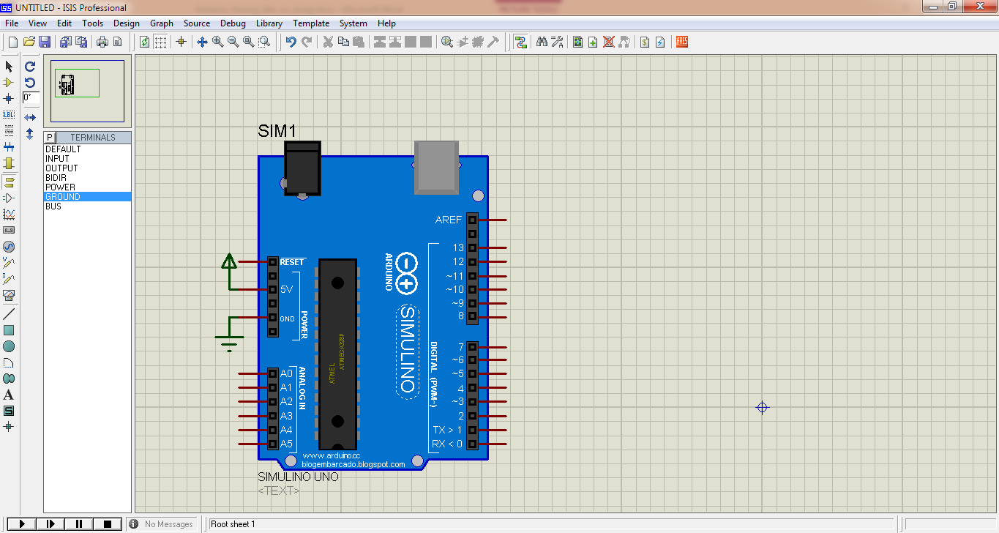 UNTITLED - ISIS Professional
File View Edit Tools Design Graph Source Debug Library Template System Help
ARES
LBL
0°
P TERMINALS
DEFAULT
INPUT
OUTPUT
BIDIR
POWER
GROUND
BUS
SIM1
AREF
13
12
~11
~10
~9
8
RESET
5V
GND
POWER
ARDUINO
SIMULINO
ATMEL
ATMEGA328P
DIGITAL (PWM~)
7
~6
~5
4
~3
2
TX > 1
RX < 0
A0
A1
A2
A3
A4
A5
ANALOG IN
www.arduino.cc
blogembarcado.blogspot.com
SIMULINO UNO
<TEXT>
No Messages
Root sheet 1